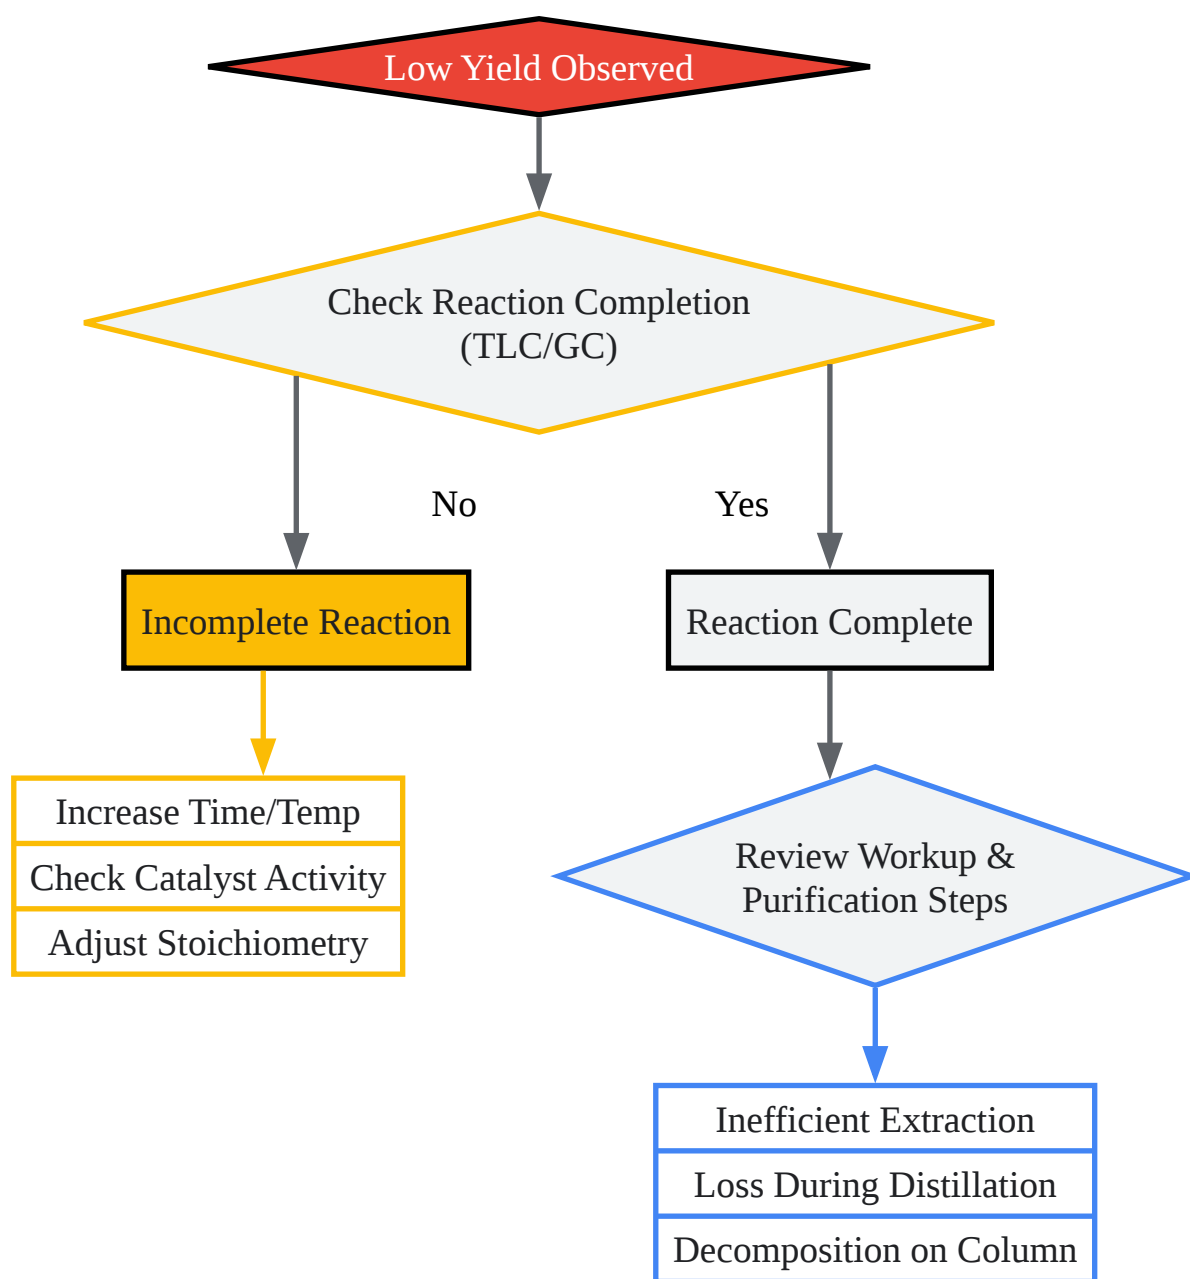 Low Yield Observed
Check Reaction Completion
(TLC/GC)
No
Yes
Incomplete Reaction
Reaction Complete
Increase Time/Temp
Check Catalyst Activity
Adjust Stoichiometry
Review Workup &
Purification Steps
Inefficient Extraction
Loss During Distillation
Decomposition on Column